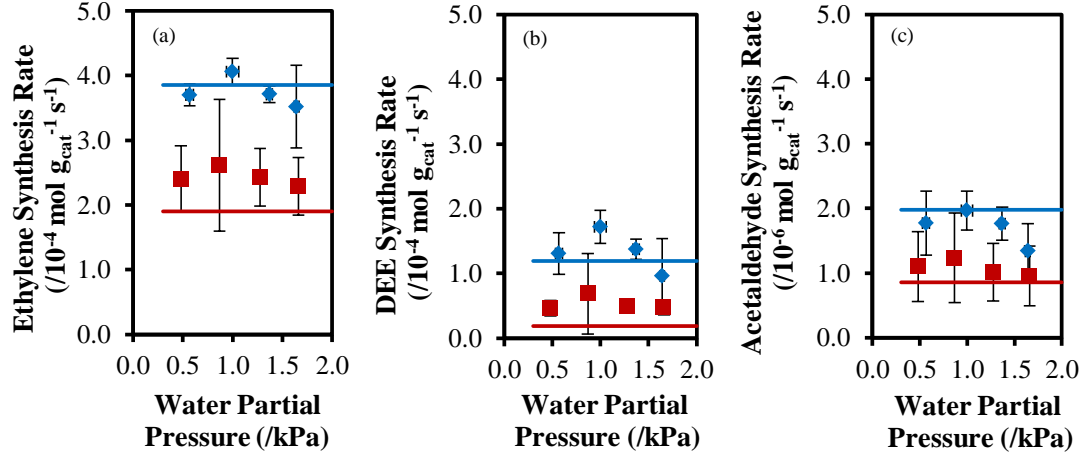 Ethylene Synthesis Rate
(/10⁻⁴ mol g_cat⁻¹ s⁻¹)
5.0
4.0
3.0
2.0
1.0
0.0
(a)
0.0 0.5 1.0 1.5 2.0
Water Partial
Pressure (/kPa)
DEE Synthesis Rate
(/10⁻⁴ mol g_cat⁻¹ s⁻¹)
5.0
4.0
3.0
2.0
1.0
0.0
(b)
0.0 0.5 1.0 1.5 2.0
Water Partial
Pressure (/kPa)
Acetaldehyde Synthesis Rate
(/10⁻⁶ mol g_cat⁻¹ s⁻¹)
5.0
4.0
3.0
2.0
1.0
0.0
(c)
0.0 0.5 1.0 1.5 2.0
Water Partial
Pressure (/kPa)